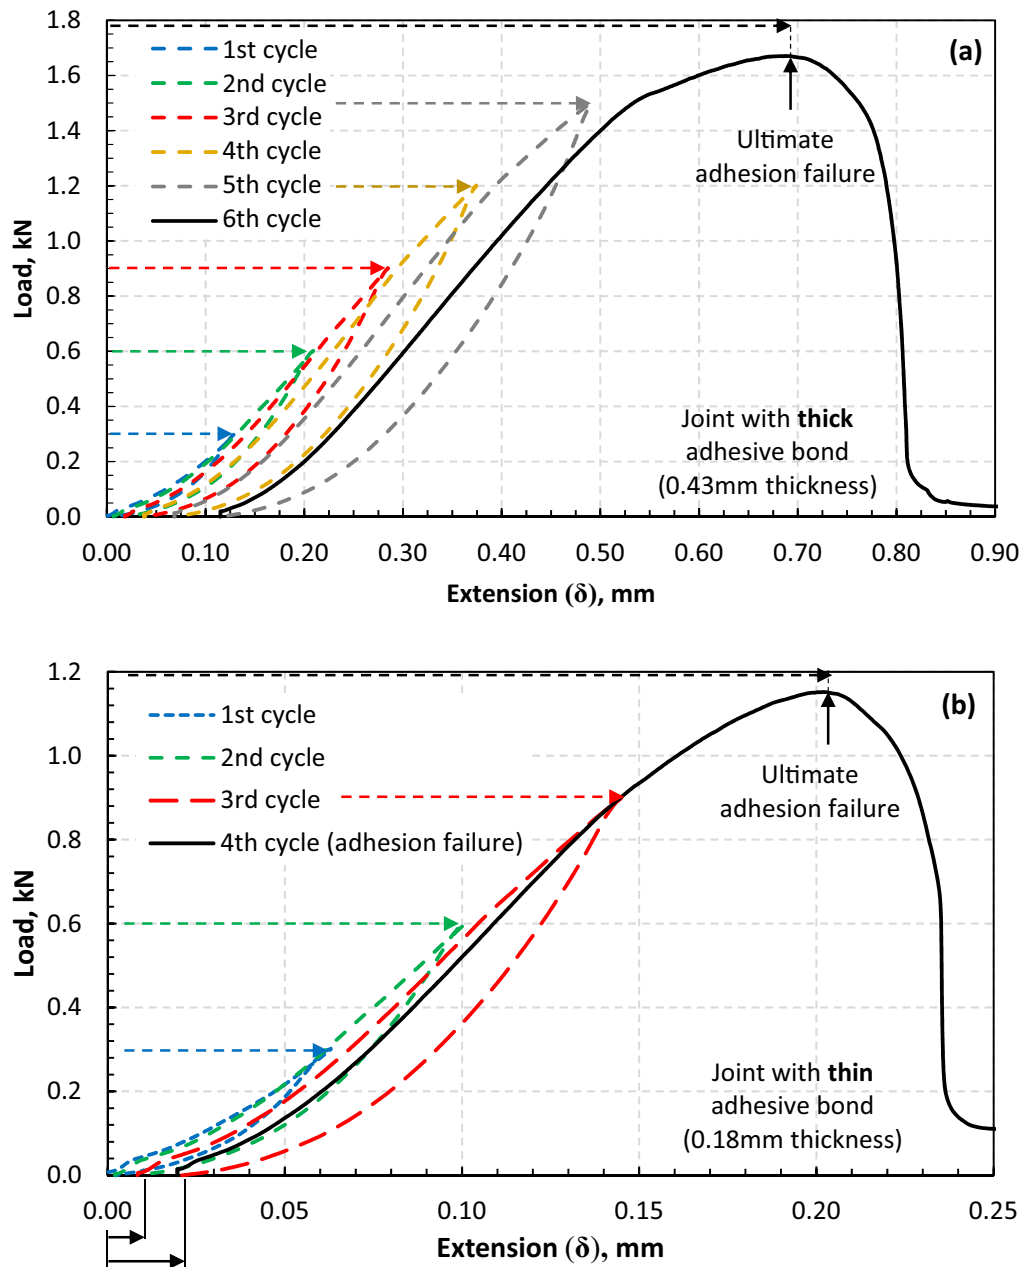 1.8
1.6
1.4
1.2
1.0
0.8
0.6
0.4
0.2
0.0
Load, kN
1st cycle
2nd cycle
3rd cycle
4th cycle
5th cycle
6th cycle
(a)
Ultimate
adhesion failure
Joint with thick
adhesive bond
(0.43mm thickness)
0.00 0.10 0.20 0.30 0.40 0.50 0.60 0.70 0.80 0.90
Extension (δ), mm
1.2
1.0
0.8
0.6
0.4
0.2
0.0
Load, kN
1st cycle
2nd cycle
3rd cycle
4th cycle (adhesion failure)
(b)
Ultimate
adhesion failure
Joint with thin
adhesive bond
(0.18mm thickness)
0.00 0.05 0.10 0.15 0.20 0.25
Extension (δ), mm